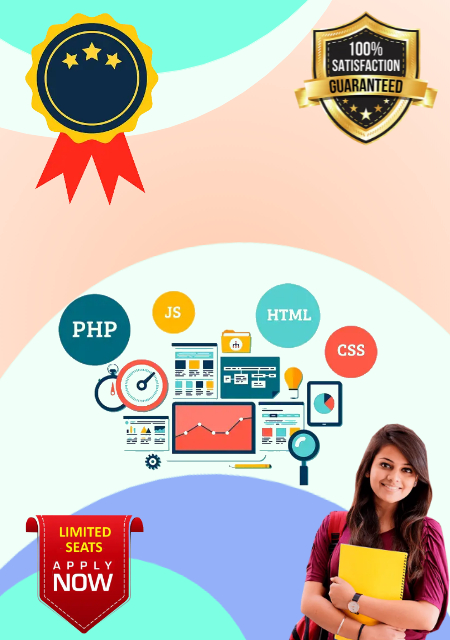 100%
SATISFACTION
GUARANTEED
PHP
JS
HTML
CSS
LIMITED
SEATS
APPLY
NOW